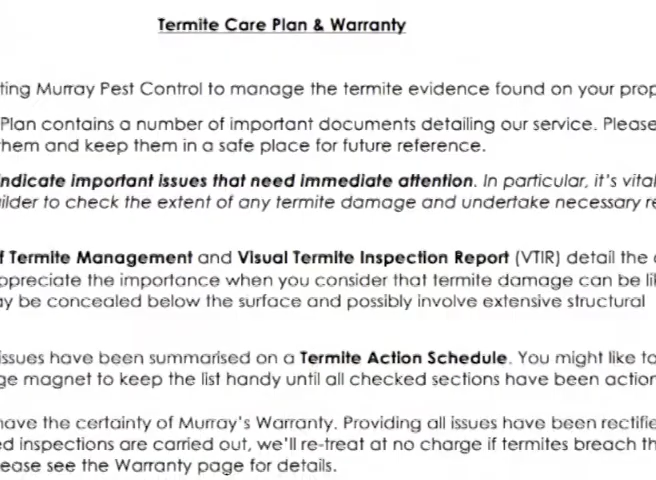 Termite Care Plan & Warranty
ting Murray Pest Control to manage the termite evidence found on your prop
Plan contains a number of important documents detailing our service. Please
them and keep them in a safe place for future reference.
indicate important issues that need immediate attention. In particular, it's vital
ilder to check the extent of any termite damage and undertake necessary re
f Termite Management and Visual Termite Inspection Report (VTIR) detail the
ppreciate the importance when you consider that termite damage can be li
ay be concealed below the surface and possibly involve extensive structural
issues have been summarised on a Termite Action Schedule. You might like to
ge magnet to keep the list handy until all checked sections have been action
have the certainty of Murray's Warranty. Providing all issues have been rectifie
ed inspections are carried out, we'll re-treat at no charge if termites breach th
ease see the Warranty page for details.